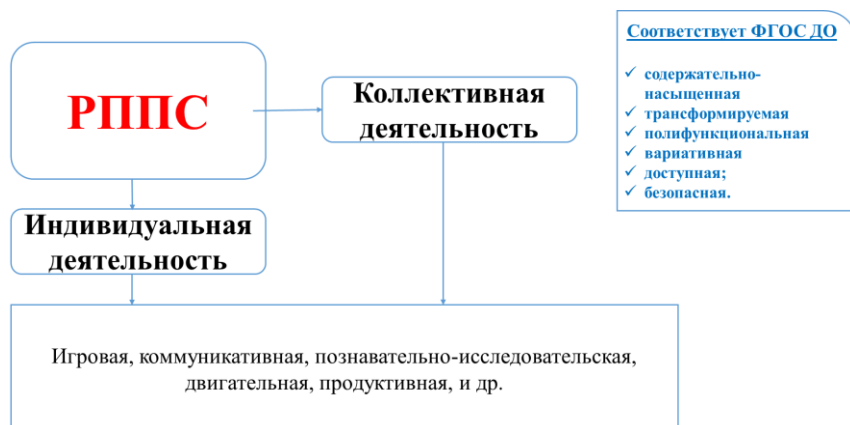 РППС
Коллективная
деятельность
Соответствует ФГОС ДО
✓ содержательно-
насыщенная
✓ трансформируемая
✓ полифункциональная
✓ вариативная
✓ доступная;
✓ безопасная.
Индивидуальная
деятельность
Игровая, коммуникативная, познавательно-исследовательская,
двигательная, продуктивная, и др.